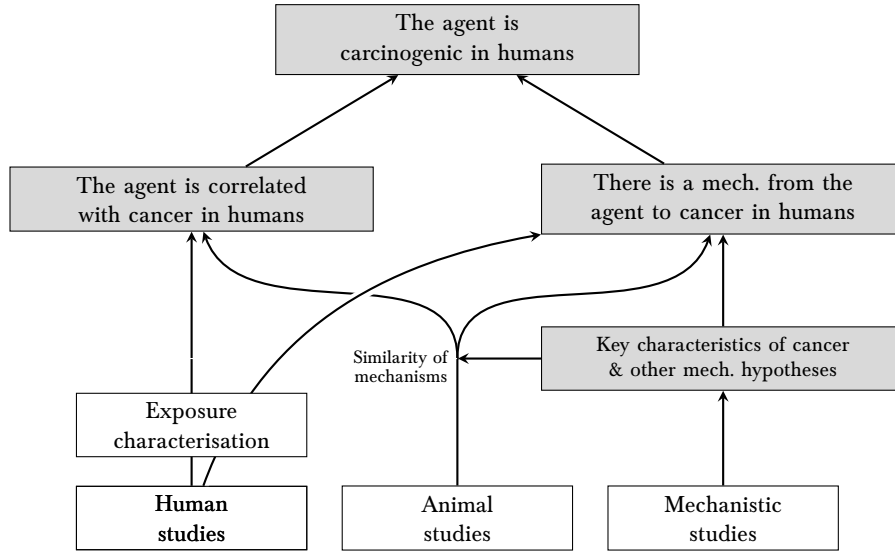 The agent is
carcinogenic in humans
The agent is correlated
with cancer in humans
There is a mech. from the
agent to cancer in humans
Similarity of
mechanisms
Key characteristics of cancer
& other mech. hypotheses
Exposure
characterisation
Human
studies
Animal
studies
Mechanistic
studies